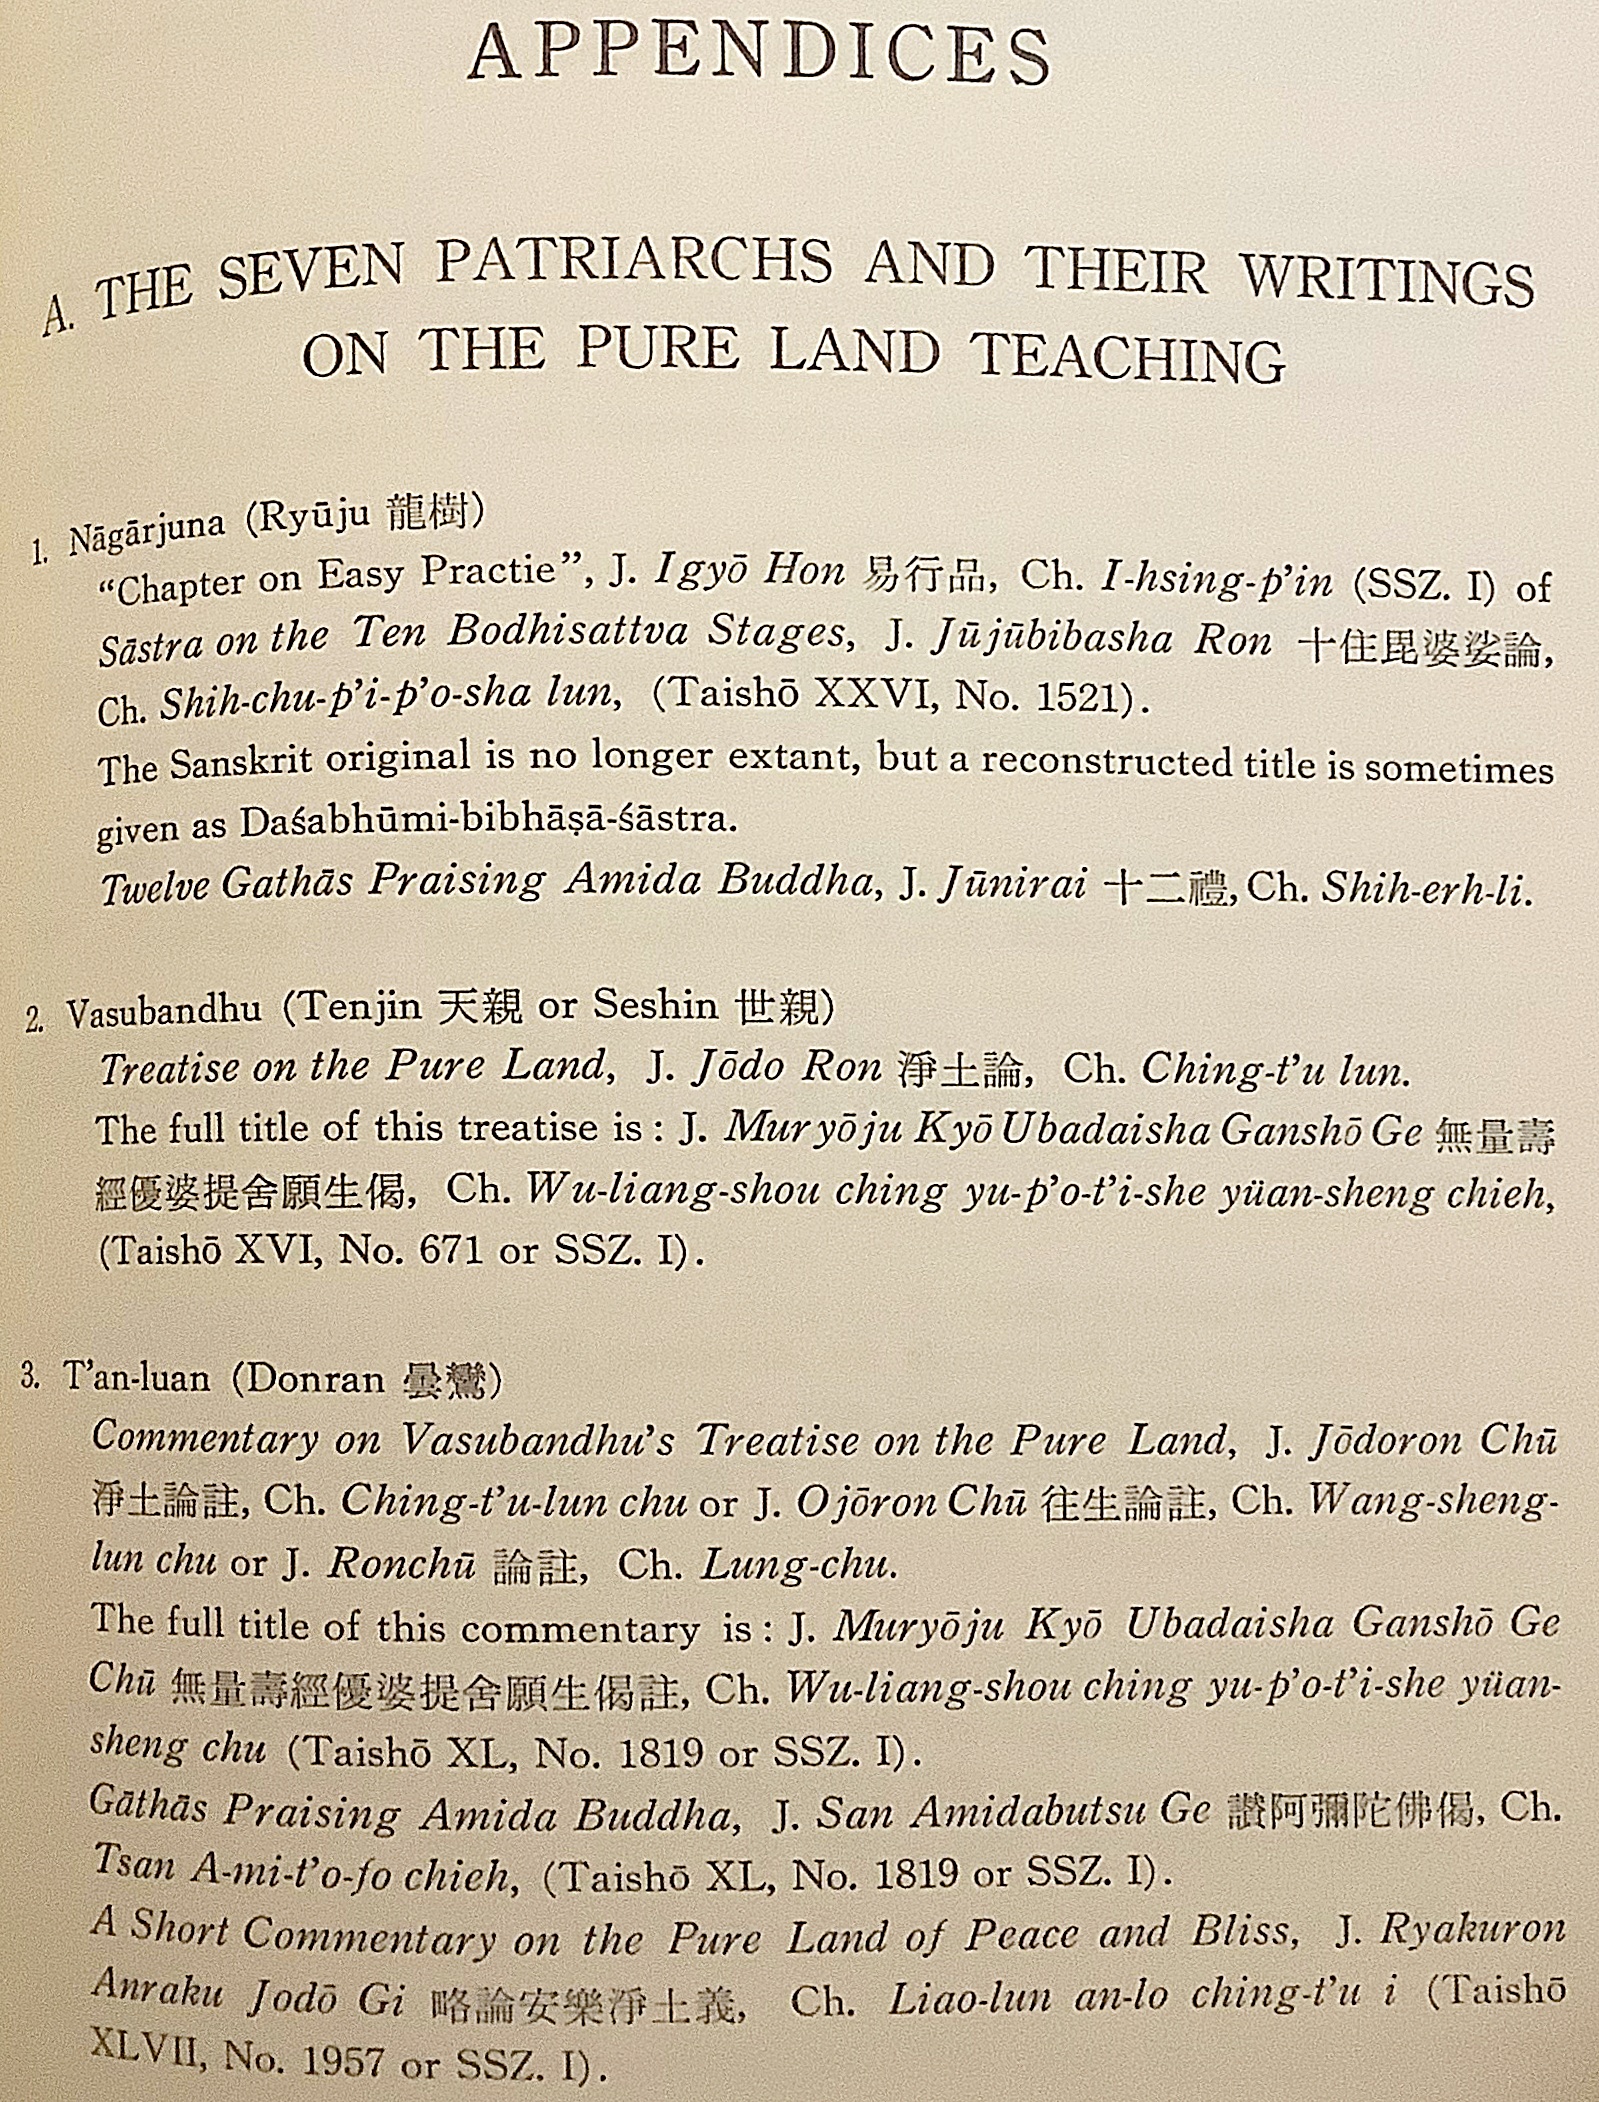 APPENDICES
A. THE SEVEN PATRIARCHS AND THEIR WRITINGS
ON THE PURE LAND TEACHING
1. Nāgārjuna (Ryūju 龍樹)
“Chapter on Easy Practie”, J. Igyō Hon 易行品, Ch. I-hsing-p’in (SSZ. I) of
Sāstra on the Ten Bodhisattva Stages, J. Jūjūbibasha Ron 十住毘婆娑論,
Ch. Shih-chu-p’i-p’o-sha lun, (Taishō XXVI, No. 1521).
The Sanskrit original is no longer extant, but a reconstructed title is sometimes
given as Daśabhūmi-bibhāṣā-śāstra.
Twelve Gathās Praising Amida Buddha, J. Jūnirai 十二禮, Ch. Shih-erh-li.
2. Vasubandhu (Tenjin 天親 or Seshin 世親)
Treatise on the Pure Land, J. Jōdo Ron 淨土論, Ch. Ching-t’u lun.
The full title of this treatise is : J. Muryōju Kyō Ubadaisha Ganshō Ge 無量壽
經優婆提舍願生偈, Ch. Wu-liang-shou ching yu-p’o-t’i-she yüan-sheng chieh,
(Taishō XVI, No. 671 or SSZ. I).
3. T’an-luan (Donran 曇鸞)
Commentary on Vasubandhu’s Treatise on the Pure Land, J. Jōdoron Chū
淨土論註, Ch. Ching-t’u-lun chu or J. Ojōron Chū 往生論註, Ch. Wang-sheng-
lun chu or J. Ronchū 論註, Ch. Lung-chu.
The full title of this commentary is : J. Muryōju Kyō Ubadaisha Ganshō Ge
Chū 無量壽經優婆提舍願生偈註, Ch. Wu-liang-shou ching yu-p’o-t’i-she yüan-
sheng chu (Taishō XL, No. 1819 or SSZ. I).
Gāthās Praising Amida Buddha, J. San Amidabutsu Ge 讃阿彌陀佛偈, Ch.
Tsan A-mi-t’o-fo chieh, (Taishō XL, No. 1819 or SSZ. I).
A Short Commentary on the Pure Land of Peace and Bliss, J. Ryakuron
Anraku Jodō Gi 略論安樂淨土義, Ch. Liao-lun an-lo ching-t’u i (Taishō
XLVII, No. 1957 or SSZ. I).